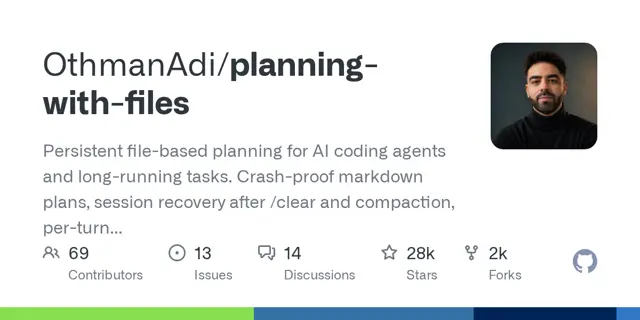 OthmanAdi/planning-
with-files
Persistent file-based planning for AI coding agents
and long-running tasks. Crash-proof markdown
plans, session recovery after /clear and compaction,
per-turn...
69 13 14 28k 2k
Contributors Issues Discussions Stars Forks